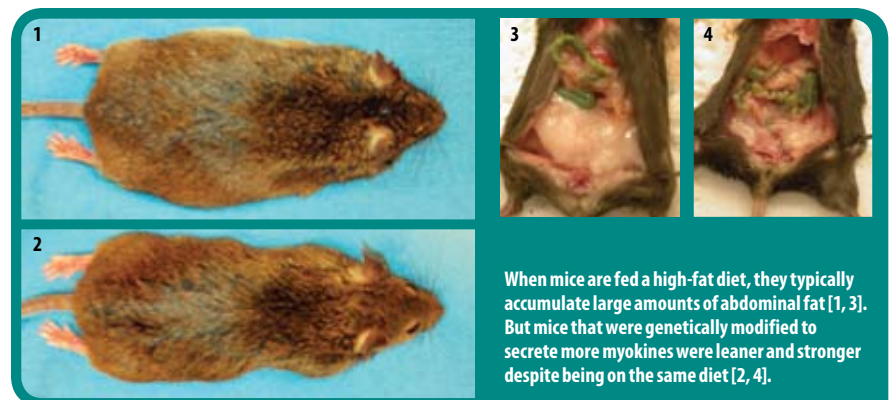 1
2
3
4
When mice are fed a high-fat diet, they typically
accumulate large amounts of abdominal fat [1, 3].
But mice that were genetically modified to
secrete more myokines were leaner and stronger
despite being on the same diet [2, 4].